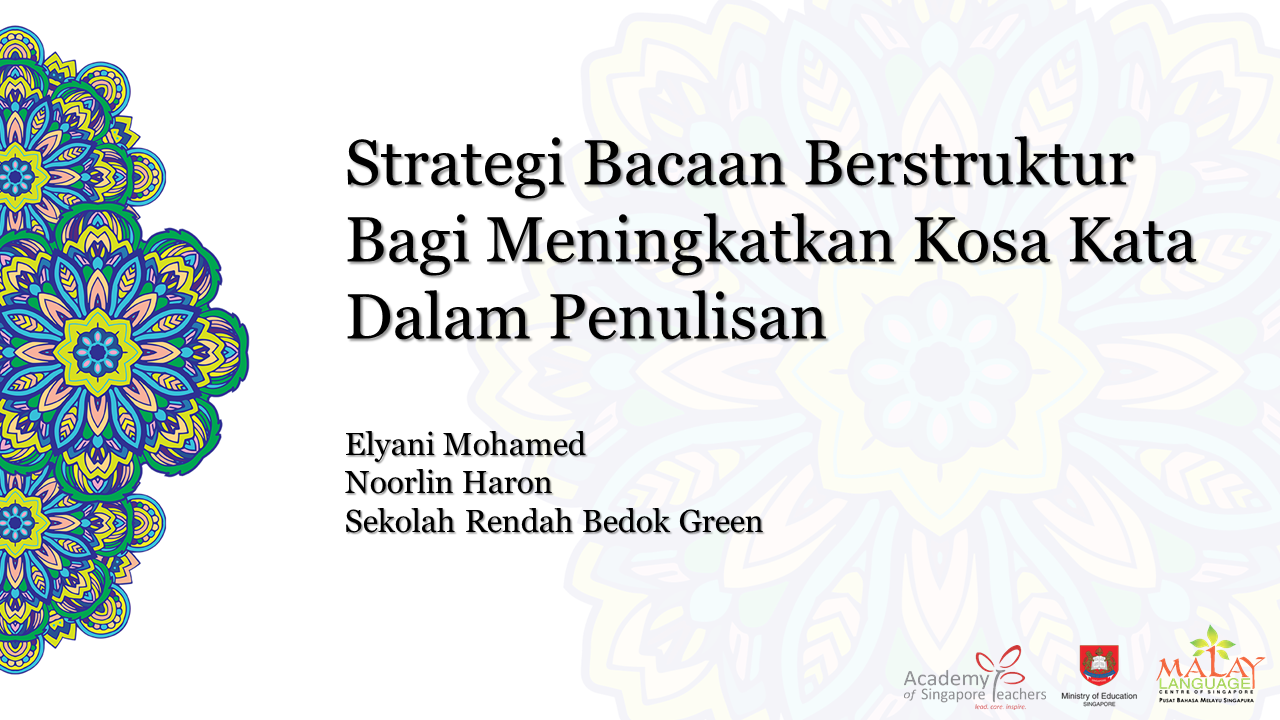 Strategi Bacaan Berstruktur
Bagi Meningkatkan Kosa Kata
Dalam Penulisan
Elyani Mohamed
Noorlin Haron
Sekolah Rendah Bedok Green
Academy
of Singapore Teachers
lead. care. inspire.
Ministry of Education
SINGAPORE
MALAY
LANGUAGE
CENTRE OF SINGAPORE
PUSAT BAHASA MELAYU SINGAPURA